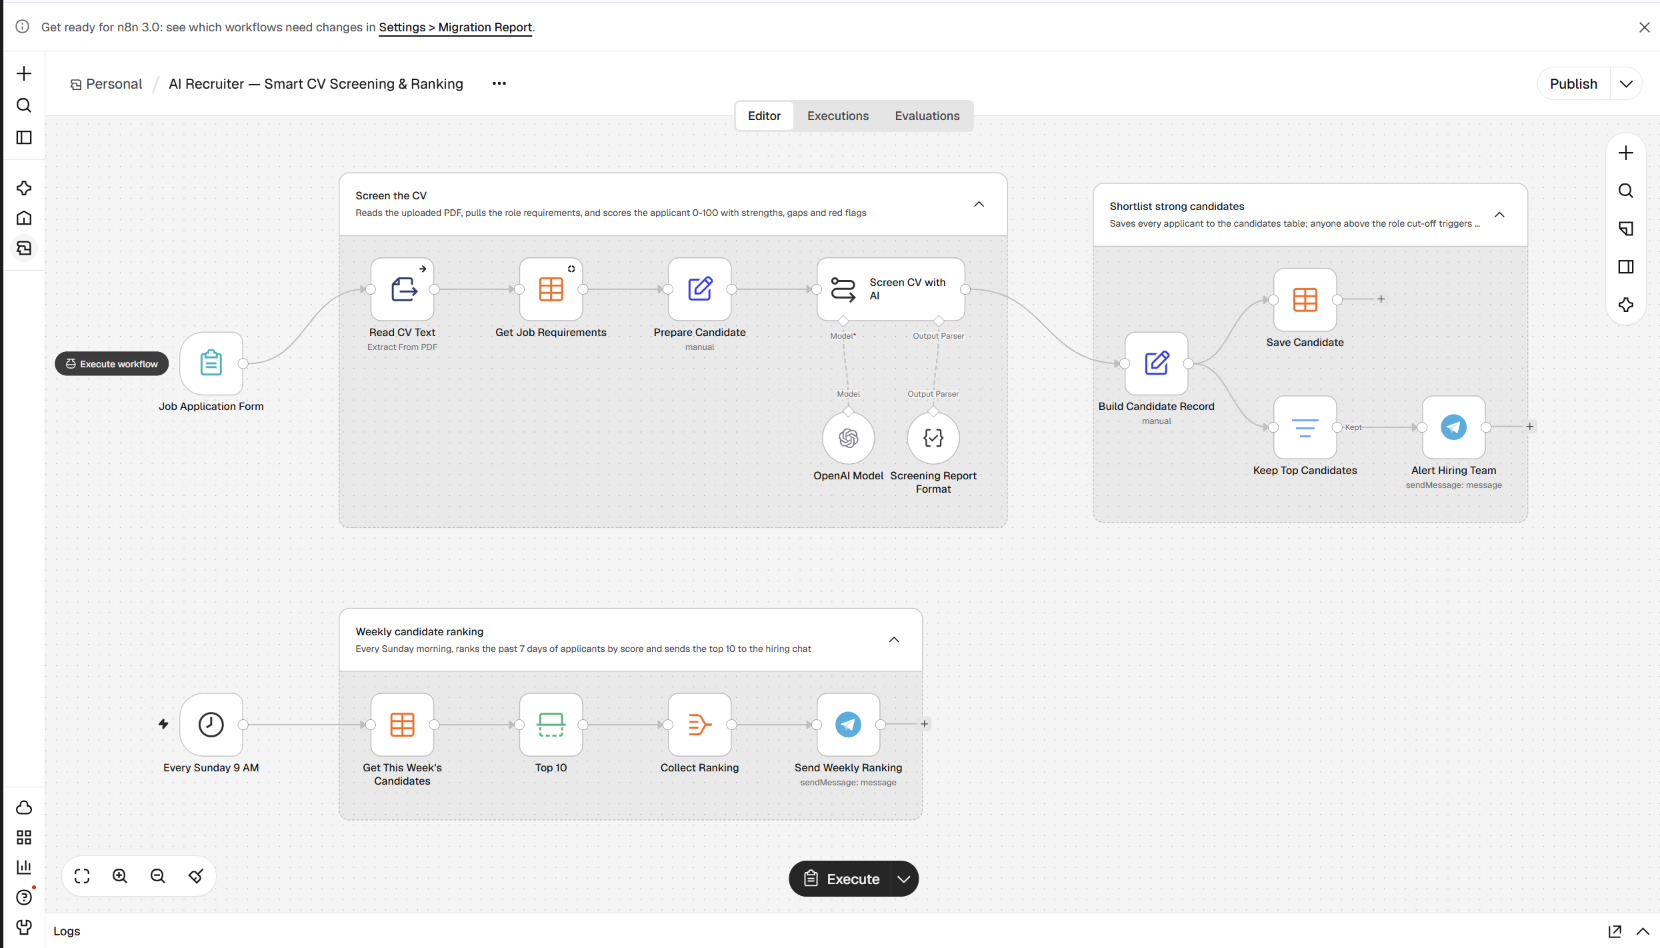 Get ready for n8n 3.0: see which workflows need changes in Settings > Migration Report.
Personal / AI Recruiter — Smart CV Screening & Ranking
Publish
Editor
Executions
Evaluations
Screen the CV
Reads the uploaded PDF, pulls the role requirements, and scores the applicant 0-100 with strengths, gaps and red flags
Shortlist strong candidates
Saves every applicant to the candidates table; anyone above the role cut-off triggers ...
Execute workflow
Job Application Form
Read CV Text
Extract From PDF
Get Job Requirements
Prepare Candidate
manual
Screen CV with
AI
Model*
Output Parser
Model
Output Parser
OpenAI Model
Screening Report
Format
Build Candidate Record
manual
Save Candidate
Keep Top Candidates
Kept
Alert Hiring Team
sendMessage: message
Weekly candidate ranking
Every Sunday morning, ranks the past 7 days of applicants by score and sends the top 10 to the hiring chat
Every Sunday 9 AM
Get This Week's
Candidates
Top 10
Collect Ranking
Send Weekly Ranking
sendMessage: message
Execute
Logs